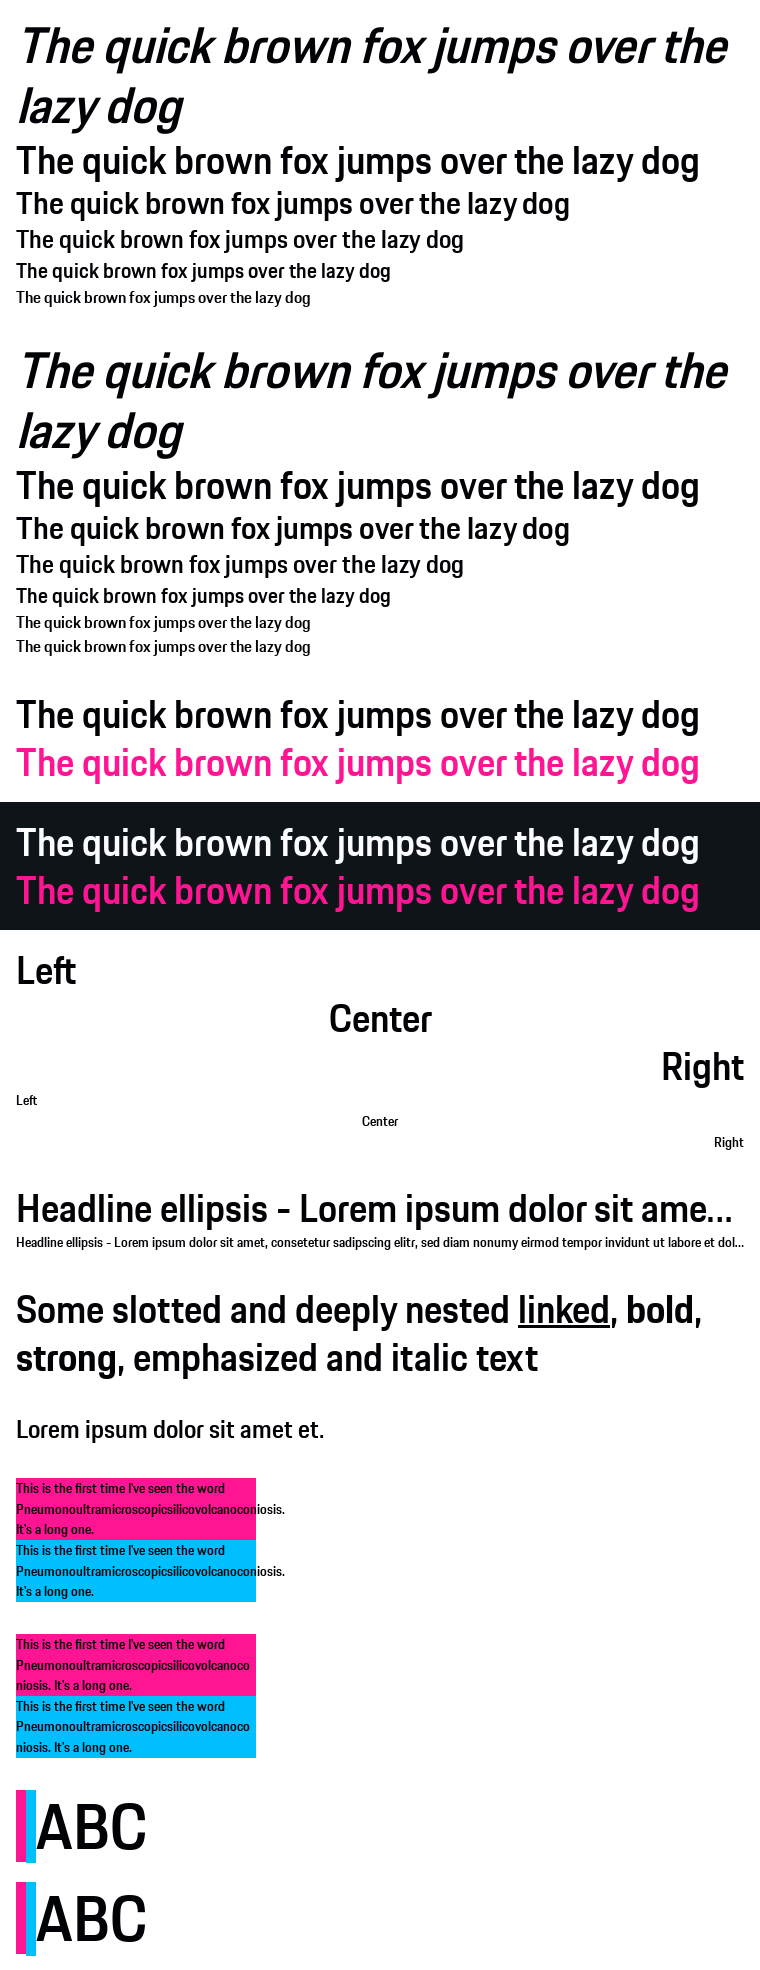 The quick brown fox jumps over the
lazy dog
The quick brown fox jumps over the lazy dog
The quick brown fox jumps over the lazy dog
The quick brown fox jumps over the lazy dog
The quick brown fox jumps over the lazy dog
The quick brown fox jumps over the lazy dog
The quick brown fox jumps over the
lazy dog
The quick brown fox jumps over the lazy dog
The quick brown fox jumps over the lazy dog
The quick brown fox jumps over the lazy dog
The quick brown fox jumps over the lazy dog
The quick brown fox jumps over the lazy dog
The quick brown fox jumps over the lazy dog
The quick brown fox jumps over the lazy dog
The quick brown fox jumps over the lazy dog
The quick brown fox jumps over the lazy dog
The quick brown fox jumps over the lazy dog
Left
Center
Right
Left
Center
Right
Headline ellipsis - Lorem ipsum dolor sit ame...
Headline ellipsis - Lorem ipsum dolor sit amet, consetetur sadipscing elitr, sed diam nonumy eirmod tempor invidunt ut labore et dol...
Some slotted and deeply nested linked, bold,
strong, emphasized and italic text
Lorem ipsum dolor sit amet et.
This is the first time I've seen the word
Pneumonoultramicroscopicsilicovolcanoconiosis.
It's a long one.
This is the first time I've seen the word
Pneumonoultramicroscopicsilicovolcanoconiosis.
It's a long one.
This is the first time I've seen the word
Pneumonoultramicroscopicsilicovolcanoco
niosis. It's a long one.
This is the first time I've seen the word
Pneumonoultramicroscopicsilicovolcanoco
niosis. It's a long one.
ABC
ABC